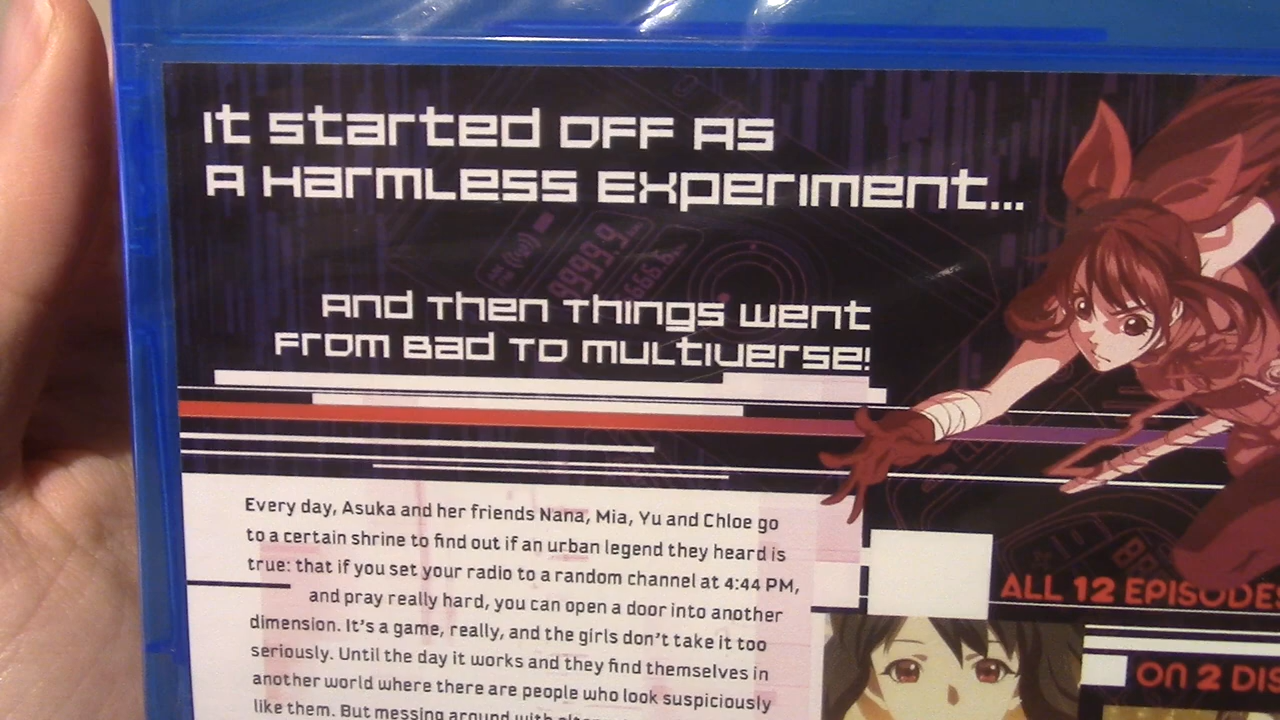 It started OFF AS
A Harmless Experiment...
9999.9
666.6
And Then Things went
From Bad To multiverse!
Every day, Asuka and her friends Nana, Mia, Yu and Chloe go
to a certain shrine to find out if an urban legend they heard is
true: that if you set your radio to a random channel at 4:44 PM,
and pray really hard, you can open a door into another
dimension. It's a game, really, and the girls don't take it too
seriously. Until the day it works and they find themselves in
another world where there are people who look suspiciously
like them. But messing around with
ALL 12 EPISODES
ON 2 DIS